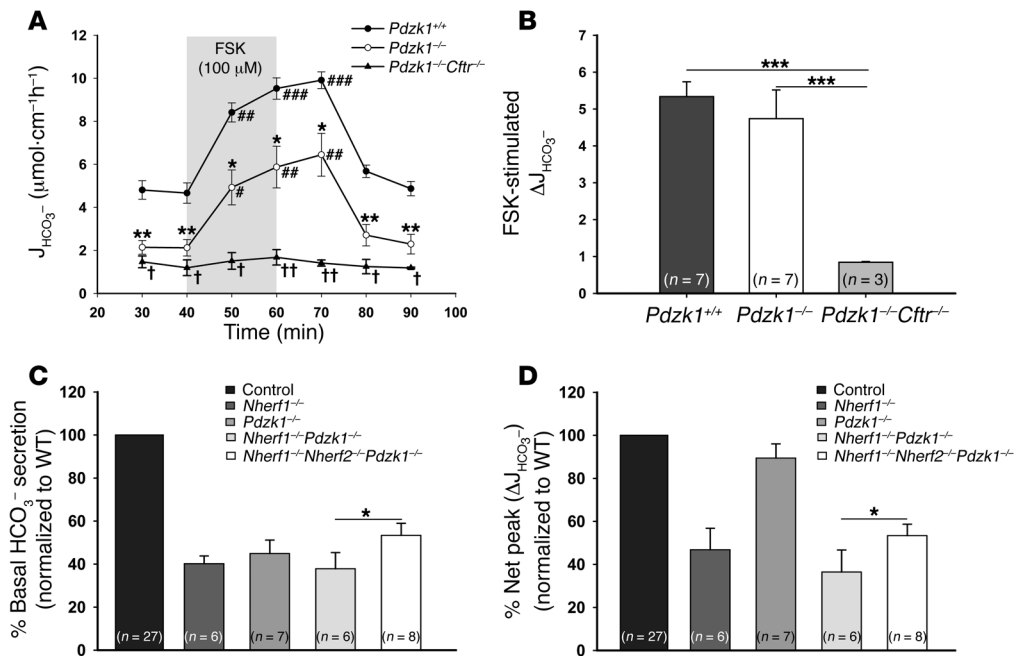 A
J_HCO₃⁻ (μmol·cm⁻¹h⁻¹)
12
10
8
6
4
2
0
FSK
(100 μM)
Pdzk1⁺/⁺
Pdzk1⁻/⁻
Pdzk1⁻/⁻Cftr⁻/⁻
## ### ###
* * *
# ## ##
** ** ** **
† † † †† †† † †
20 30 40 50 60 70 80 90 100
Time (min)
B
FSK-stimulated
ΔJ_HCO₃⁻
7
6
5
4
3
2
1
0
***
***
(n = 7) (n = 7) (n = 3)
Pdzk1⁺/⁺ Pdzk1⁻/⁻ Pdzk1⁻/⁻Cftr⁻/⁻
C
% Basal HCO₃⁻ secretion
(normalized to WT)
120
100
80
60
40
20
0
Control
Nherf1⁻/⁻
Pdzk1⁻/⁻
Nherf1⁻/⁻Pdzk1⁻/⁻
Nherf1⁻/⁻Nherf2⁻/⁻Pdzk1⁻/⁻
*
(n = 27) (n = 6) (n = 7) (n = 6) (n = 8)
D
% Net peak (ΔJ_HCO₃⁻)
(normalized to WT)
120
100
80
60
40
20
0
Control
Nherf1⁻/⁻
Pdzk1⁻/⁻
Nherf1⁻/⁻Pdzk1⁻/⁻
Nherf1⁻/⁻Nherf2⁻/⁻Pdzk1⁻/⁻
*
(n = 27) (n = 6) (n = 7) (n = 6) (n = 8)